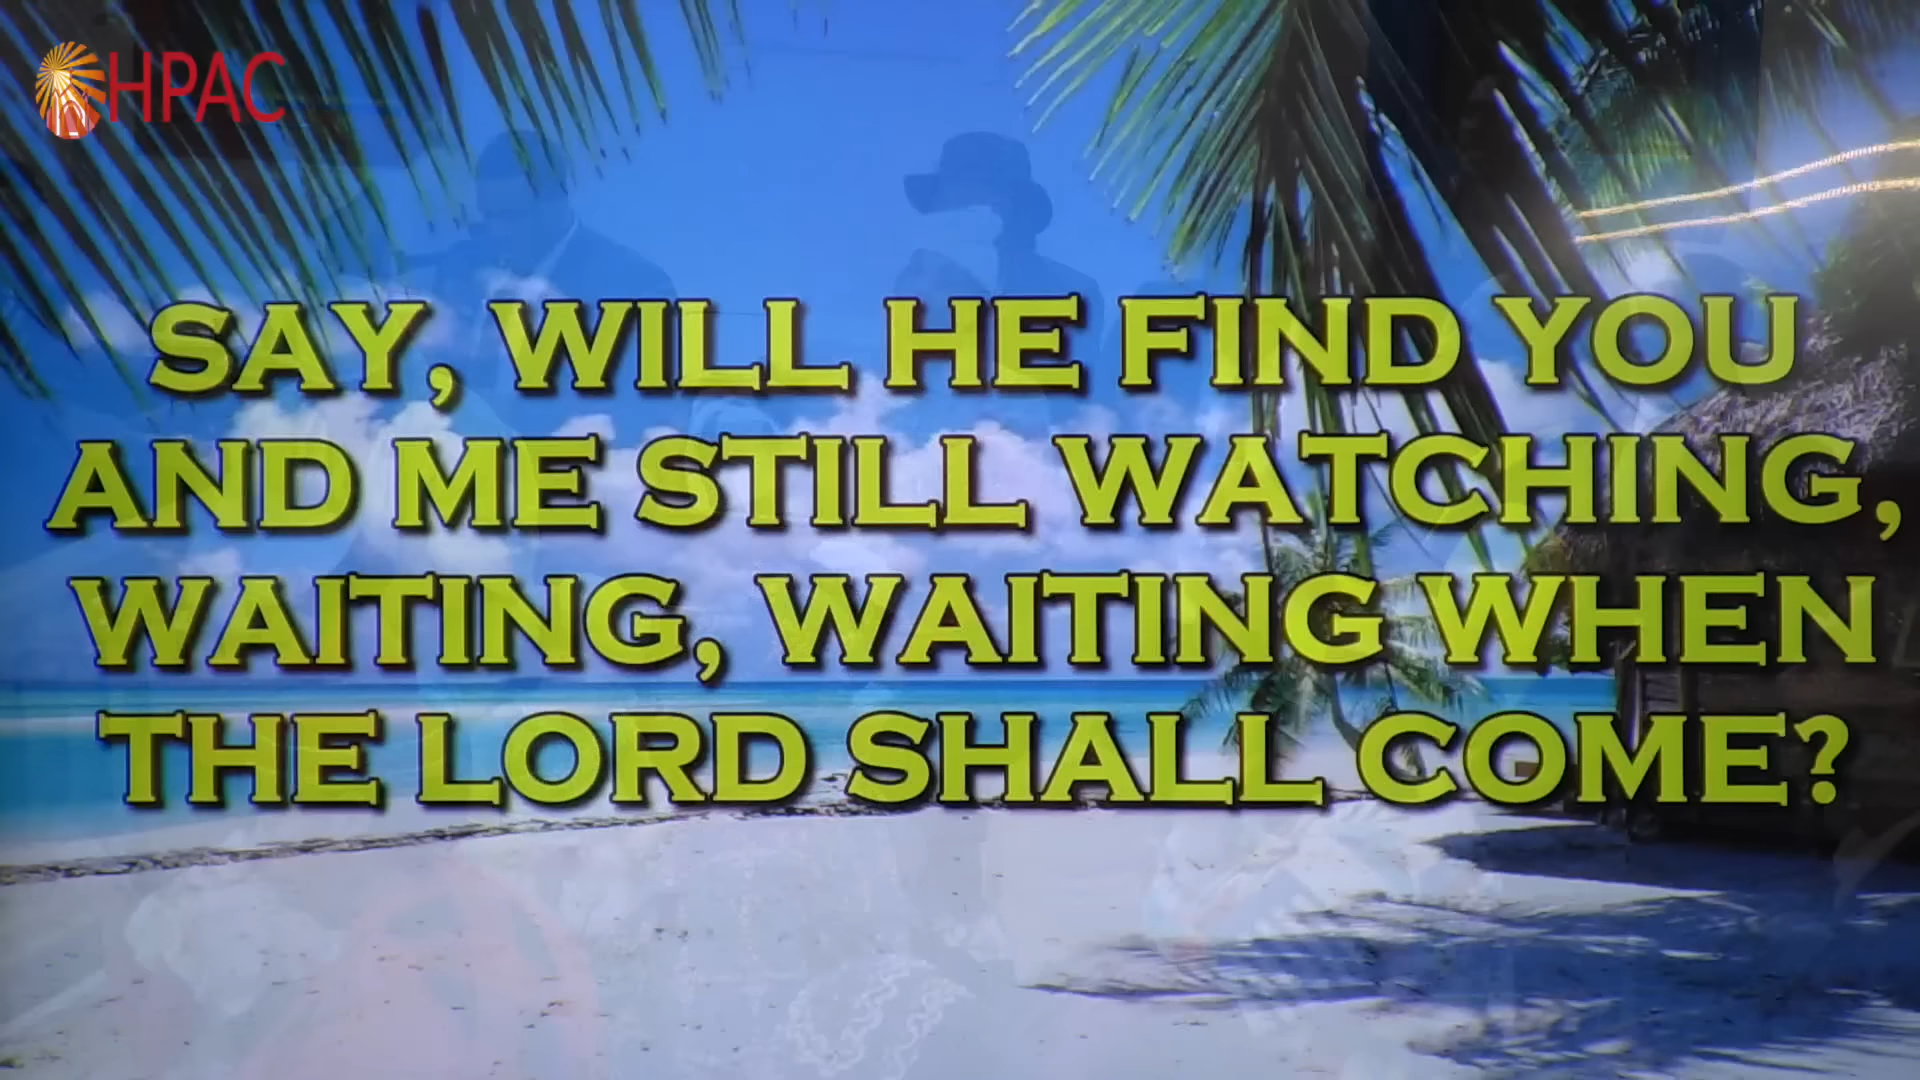 HPAC
SAY, WILL HE FIND YOU
AND ME STILL WATCHING,
WAITING, WAITING WHEN
THE LORD SHALL COME?